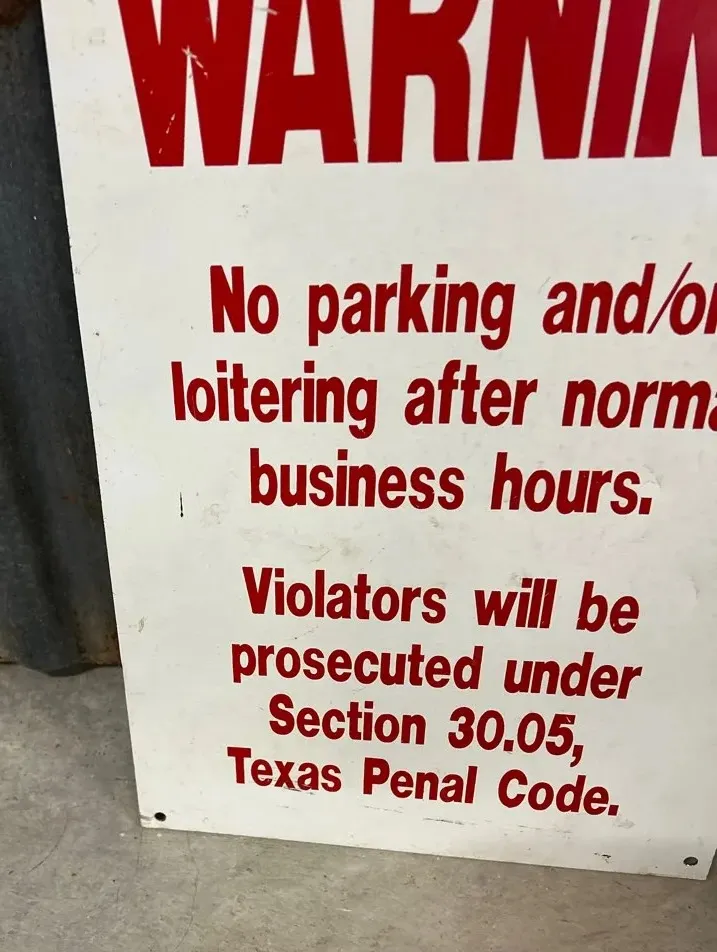 WARNIN
No parking and/or
loitering after norma
business hours.
Violators will be
prosecuted under
Section 30.05,
Texas Penal Code.